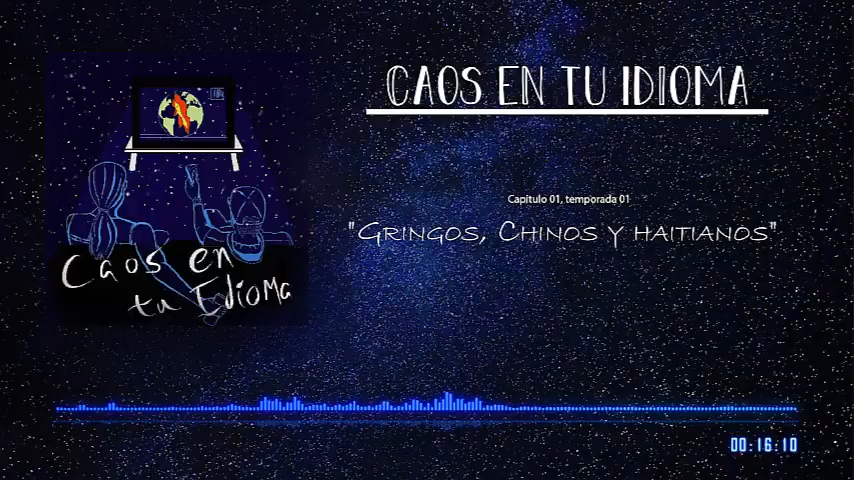 CAOS EN TU IDIOMA
Capítulo 01, temporada 01
"GRINGOS, CHINOS Y HAITIANOS"
Caos en
tu Idioma
00:16:10